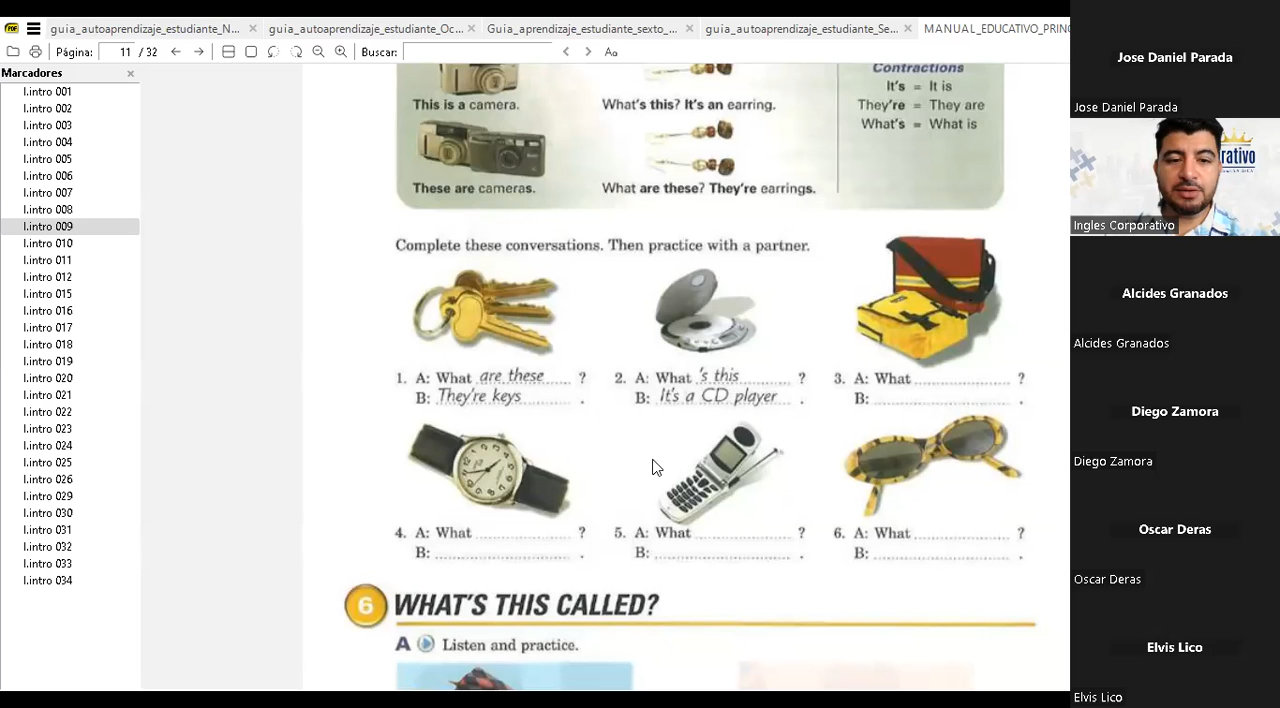 guia_autoaprendizaje_estudiante_N...
guia_autoaprendizaje_estudiante_Oc...
Guia_aprendizaje_estudiante_sexto_...
guia_autoaprendizaje_estudiante_Se...
MANUAL_EDUCATIVO_PRINC
Página:
11 / 32
Buscar:
Aa
Marcadores
I.intro 001
I.intro 002
I.intro 003
I.intro 004
I.intro 005
I.intro 006
I.intro 007
I.intro 008
I.intro 009
I.intro 010
I.intro 011
I.intro 012
I.intro 015
I.intro 016
I.intro 017
I.intro 018
I.intro 019
I.intro 020
I.intro 021
I.intro 022
I.intro 023
I.intro 024
I.intro 025
I.intro 026
I.intro 029
I.intro 030
I.intro 031
I.intro 032
I.intro 033
I.intro 034
This is a camera.
What's this? It's an earring.
These are cameras.
What are these? They're earrings.
Contractions
It's = It is
They're = They are
What's = What is
Complete these conversations. Then practice with a partner.
1. A: What are these ?
B: They're keys .
2. A: What 's this ?
B: It's a CD player .
3. A: What ?
B: .
4. A: What ?
B: .
5. A: What ?
B: .
6. A: What ?
B: .
6 WHAT'S THIS CALLED?
A Listen and practice.
Jose Daniel Parada
Jose Daniel Parada
Ingles Corporativo
Alcides Granados
Alcides Granados
Diego Zamora
Diego Zamora
Oscar Deras
Oscar Deras
Elvis Lico
Elvis Lico